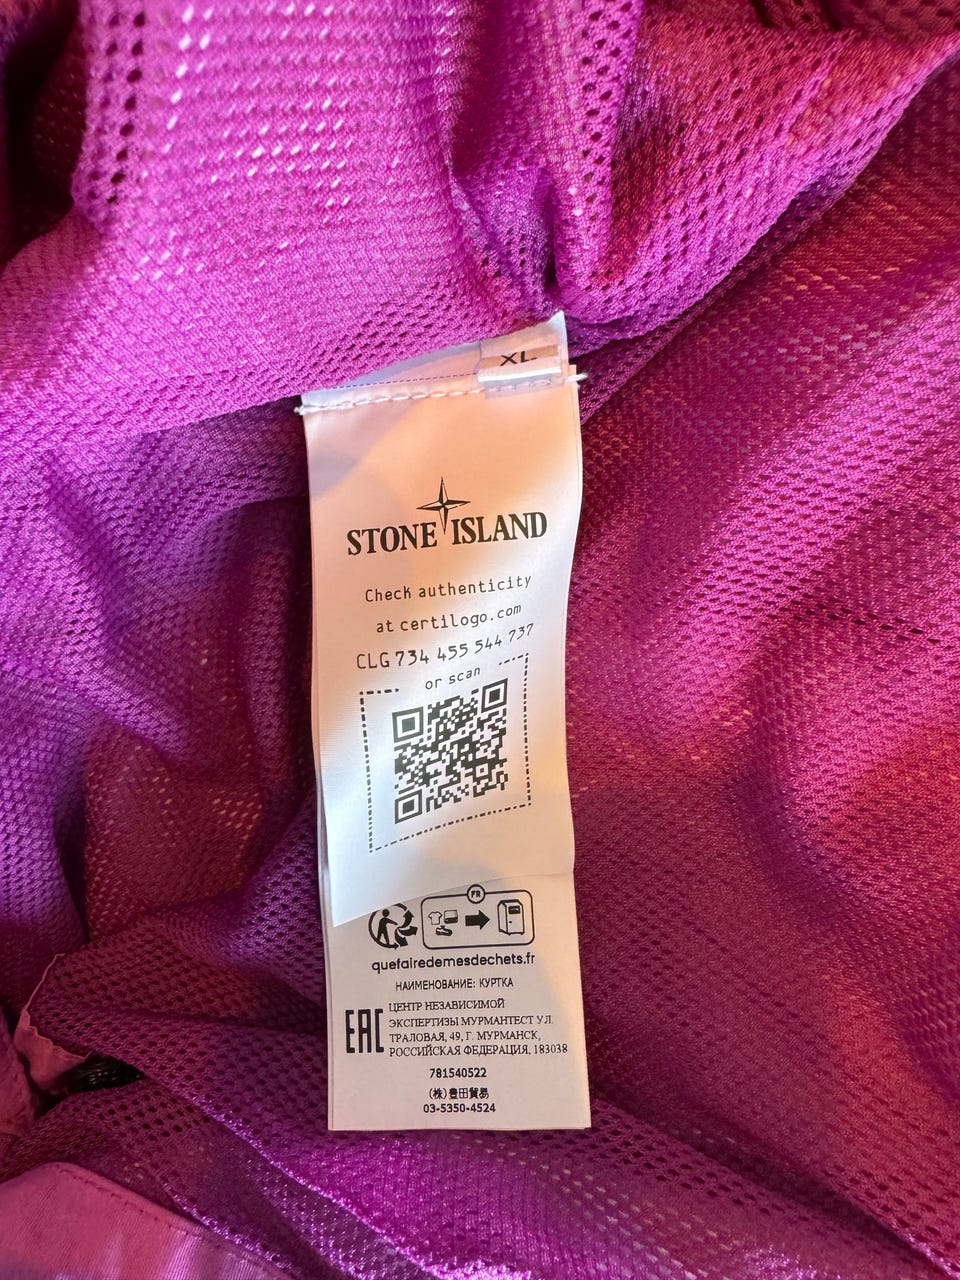 XL
STONE ISLAND
Check authenticity
at certilogo.com
CLG 734 455 544 737
or scan
FR
quefairedemesdechets.fr
НАИМЕНОВАНИЕ: КУРТКА
EAC
ЦЕНТР НЕЗАВИСИМОЙ
ЭКСПЕРТИЗЫ МУРМАНТЕСТ УЛ.
ТРАЛОВАЯ, 49, Г. МУРМАНСК,
РОССИЙСКАЯ ФЕДЕРАЦИЯ, 183038
781540522
(株)豊田貿易
03-5350-4524